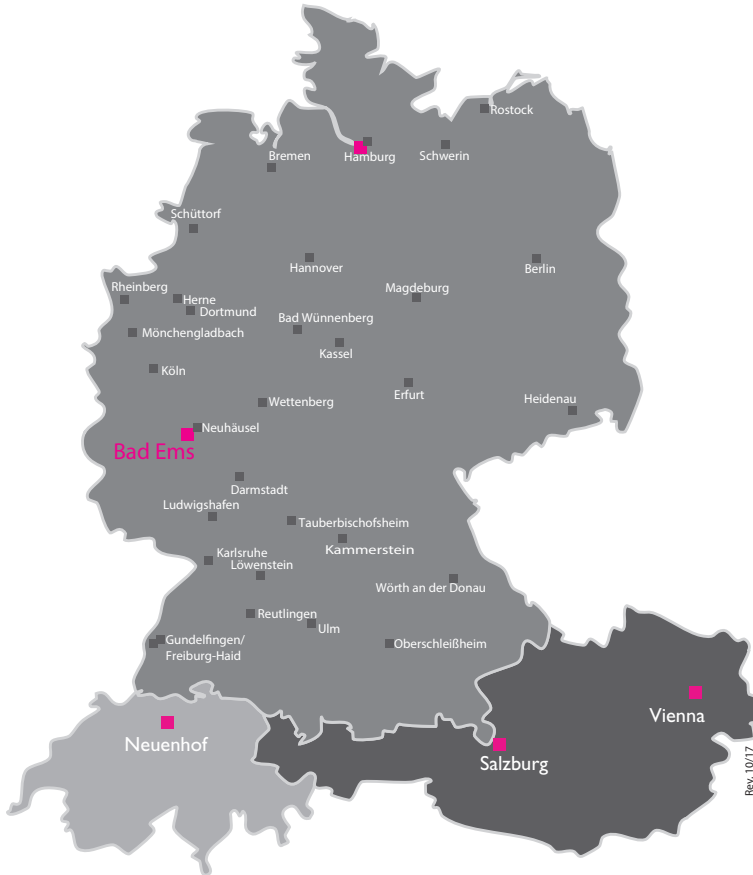 Rostock
Bremen
Hamburg
Schwerin
Schüttorf
Hannover
Berlin
Rheinberg
Herne
Magdeburg
Dortmund
Bad Wünnenberg
Mönchengladbach
Kassel
Köln
Erfurt
Heidenau
Wettenberg
Neuhäusel
Bad Ems
Darmstadt
Ludwigshafen
Tauberbischofsheim
Kammerstein
Karlsruhe
Löwenstein
Wörth an der Donau
Reutlingen
Ulm
Gundelfingen/
Freiburg-Haid
Oberschleißheim
Vienna
Neuenhof
Salzburg
Rev. 10/17